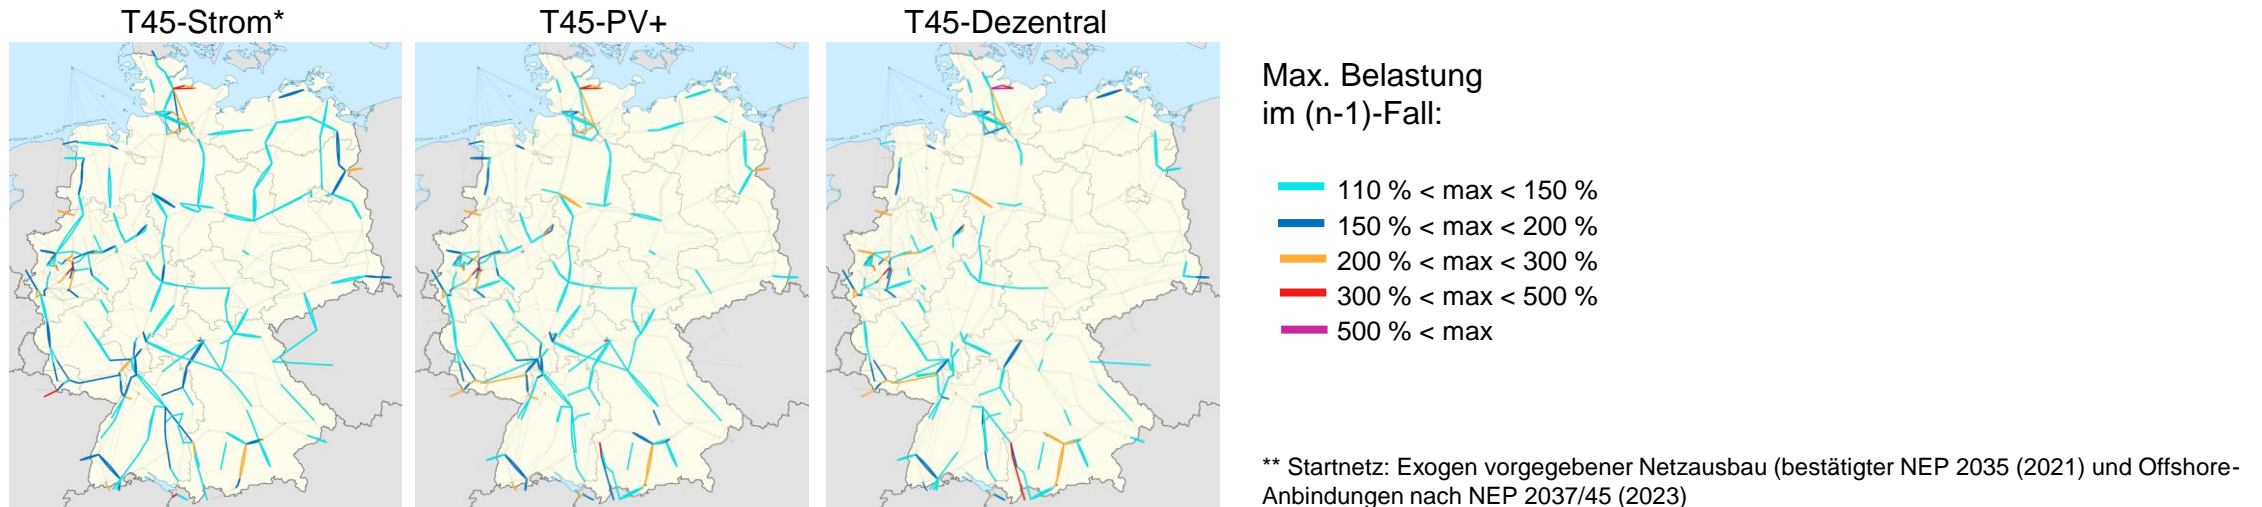 T45-Strom*
T45-PV+
T45-Dezentral
Max. Belastung
im (n-1)-Fall:
110 % < max < 150 %
150 % < max < 200 %
200 % < max < 300 %
300 % < max < 500 %
500 % < max
** Startnetz: Exogen vorgegebener Netzausbau (bestätigter NEP 2035 (2021) und Offshore-
Anbindungen nach NEP 2037/45 (2023)